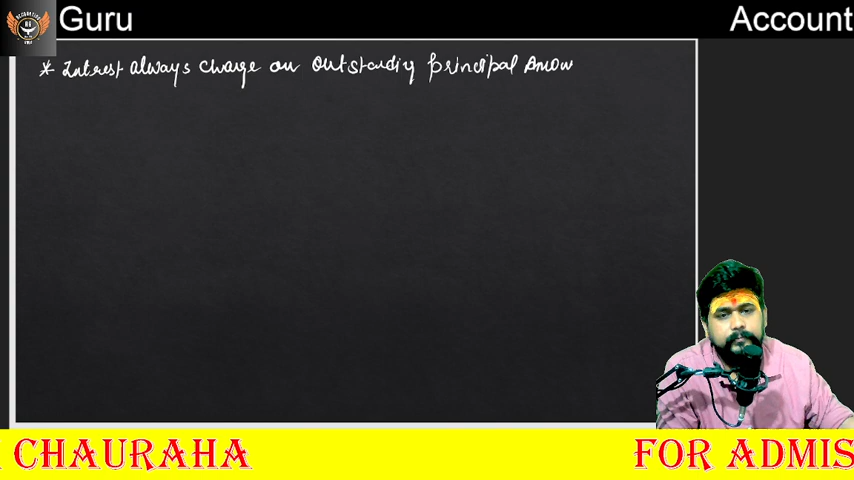 Guru
Account
* Interest always charge on outstanding principal Amou
CHAURAHA
FOR ADMIS